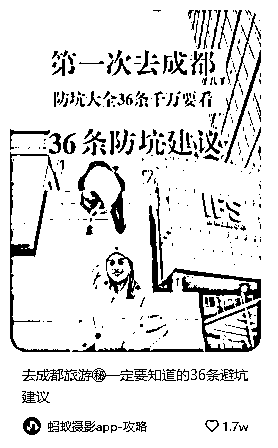 第一次去成都
防坑大全36条千万要看
36条防坑建议
IFS
去成都旅游㊙一定要知道的36条避坑
建议
蚂蚁摄影app-攻略
1.7w